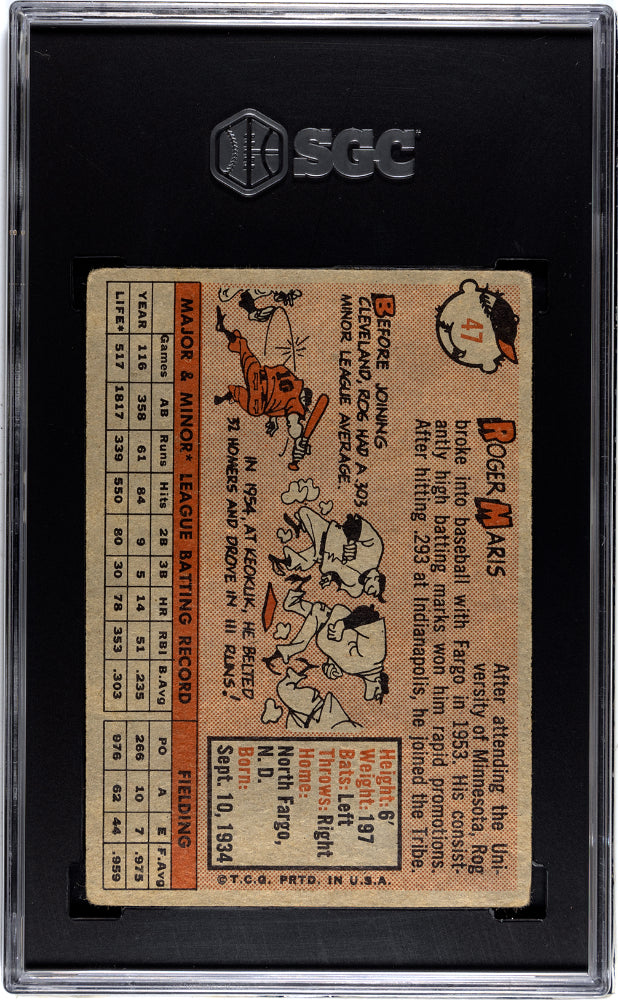 SGC
47
ROGER MARIS
After attending the Uni-
versity of Minnesota, Rog
broke into baseball with Fargo in 1953. His consist-
antly high batting marks won him rapid promotions.
After hitting .293 at Indianapolis, he joined the Tribe.
BEFORE JOINING
CLEVELAND, ROG HAD A 303
MINOR LEAGUE AVERAGE.
16
IN 1954, AT KEOKUK, HE BELTED
32 HOMERS AND DROVE IN 111 RUNS!
Height: 6'
Weight: 197
Bats: Left
Throws: Right
Home:
North Fargo,
N. D.
Born:
Sept. 10, 1934
©T.C.G. PRTD. IN U.S.A.
MAJOR & MINOR* LEAGUE BATTING RECORD FIELDING
Games AB Runs Hits 2B 3B HR RBI B.Avg PO A E F.Avg
YEAR 116 358 61 84 9 5 14 51 .235 266 10 7 .975
LIFE* 517 1817 339 550 80 30 78 353 .303 976 62 44 .959